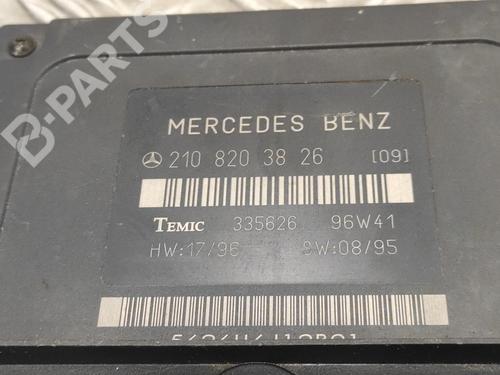 B-PARTS
MERCEDES BENZ
210 820 38 26 [09]
TEMIC 335626 96W41
HW:17/96 SW:08/95